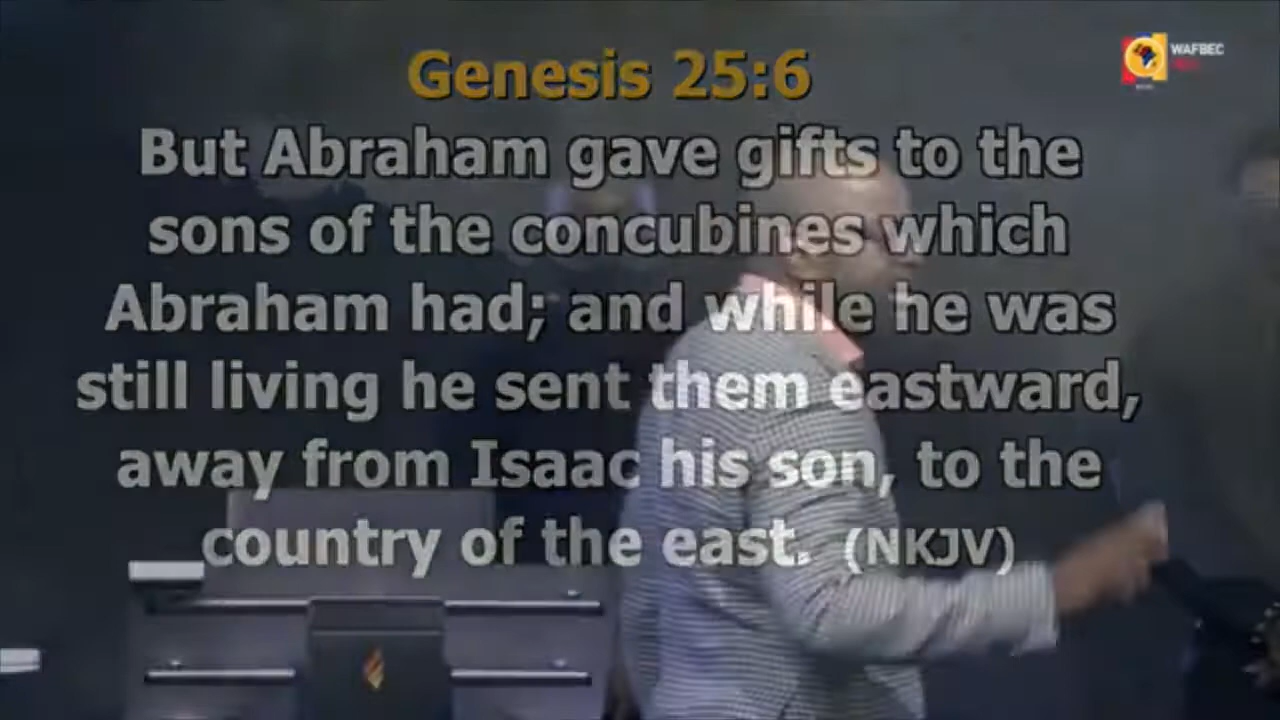 Genesis 25:6
WAFBEC
But Abraham gave gifts to the
sons of the concubines which
Abraham had; and while he was
still living he sent them eastward,
away from Isaac his son, to the
country of the east. (NKJV)